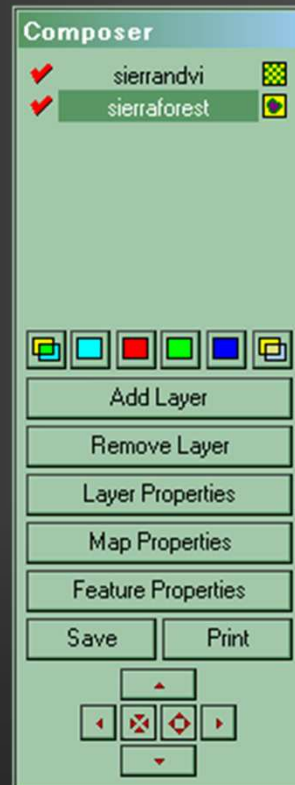 Composer
sierrandvi
sierraforest
Add Layer
Remove Layer
Layer Properties
Map Properties
Feature Properties
Save Print